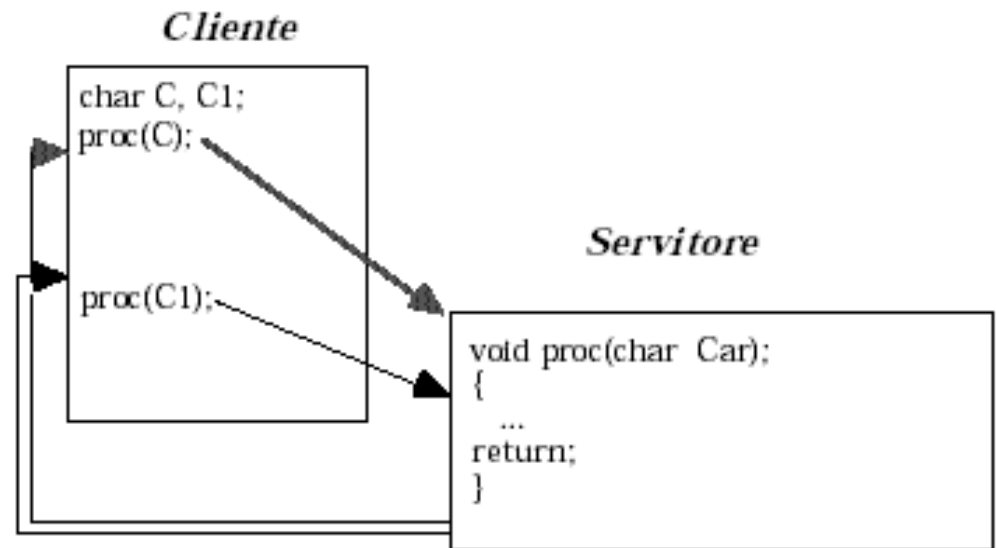 Cliente
char C, C1;
proc(C);
proc(C1);
Servitore
void proc(char Car);
{
...
return;
}